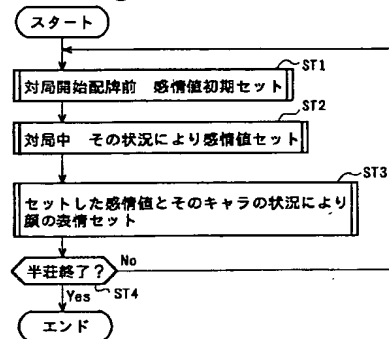 スタート
ST1
対局開始配牌前 感情値初期セット
ST2
対局中 その状況により感情値セット
ST3
セットした感情値とそのキャラの状況により
顔の表情セット
半荘終了?
No
Yes
ST4
エンド